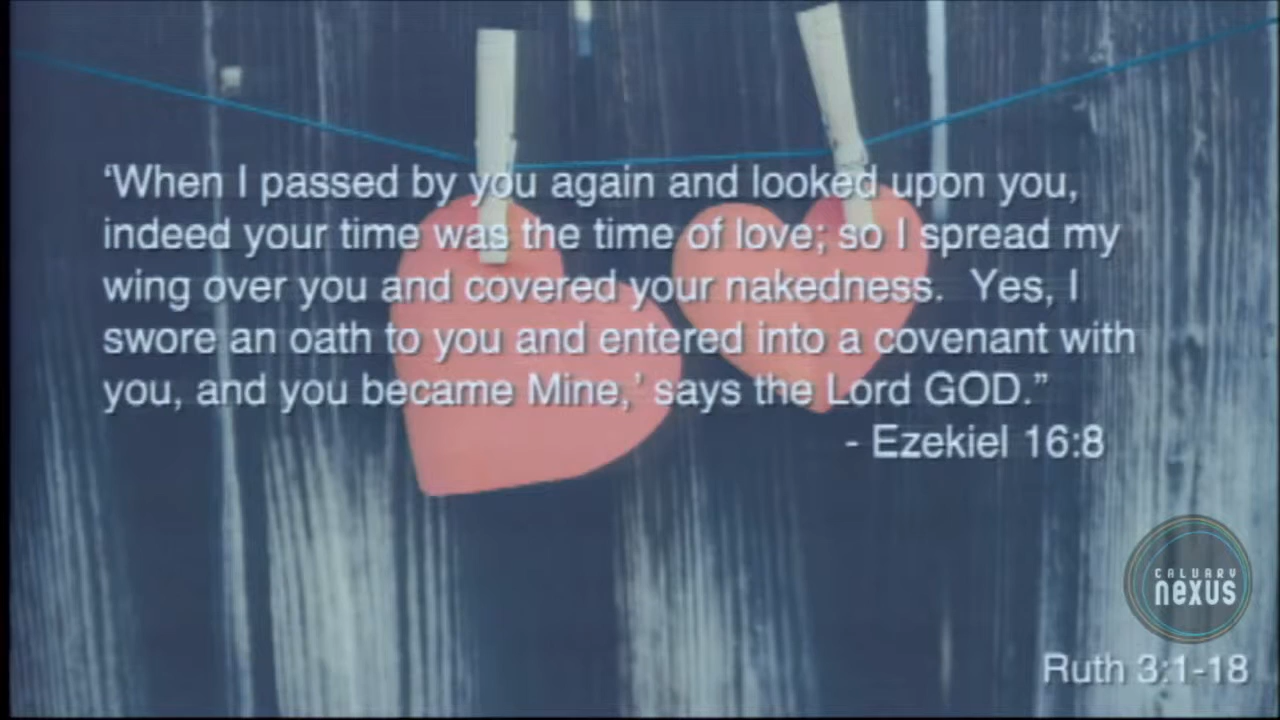 ‘When I passed by you again and looked upon you,
indeed your time was the time of love; so I spread my
wing over you and covered your nakedness.  Yes, I
swore an oath to you and entered into a covenant with
you, and you became Mine,’ says the Lord GOD.”
- Ezekiel 16:8
CALVARY
nexus
Ruth 3:1-18